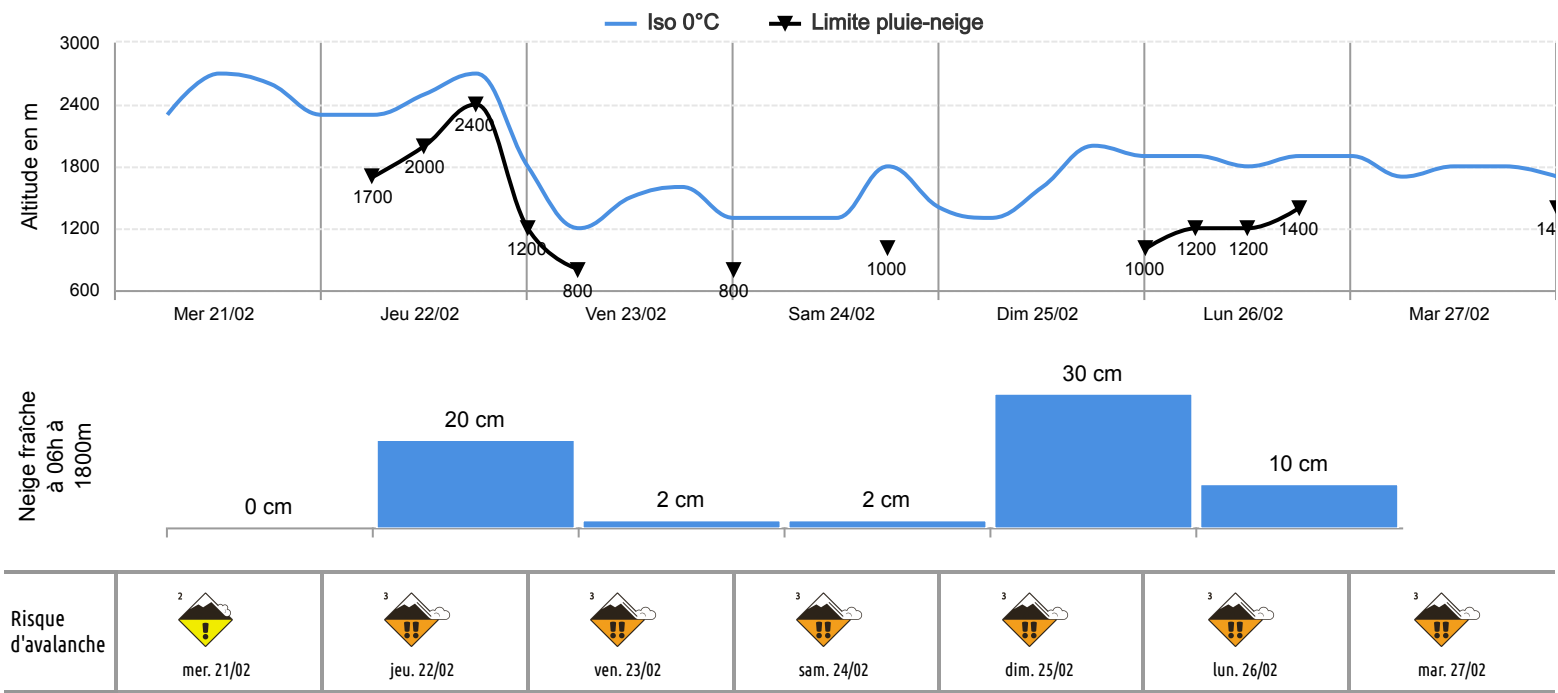 Iso 0°C Limite pluie-neige
Altitude en m
3000
2400
1800
1200
600
1700
2000
2400
1200
800
800
1000
1000
1200
1200
1400
14
Mer 21/02 Jeu 22/02 Ven 23/02 Sam 24/02 Dim 25/02 Lun 26/02 Mar 27/02
Neige fraîche
à 06h à
1800m
0 cm
20 cm
2 cm
2 cm
30 cm
10 cm
Risque
d'avalanche
2
!
mer. 21/02
3
!!
jeu. 22/02
3
!!
ven. 23/02
3
!!
sam. 24/02
3
!!
dim. 25/02
3
!!
lun. 26/02
3
!!
mar. 27/02